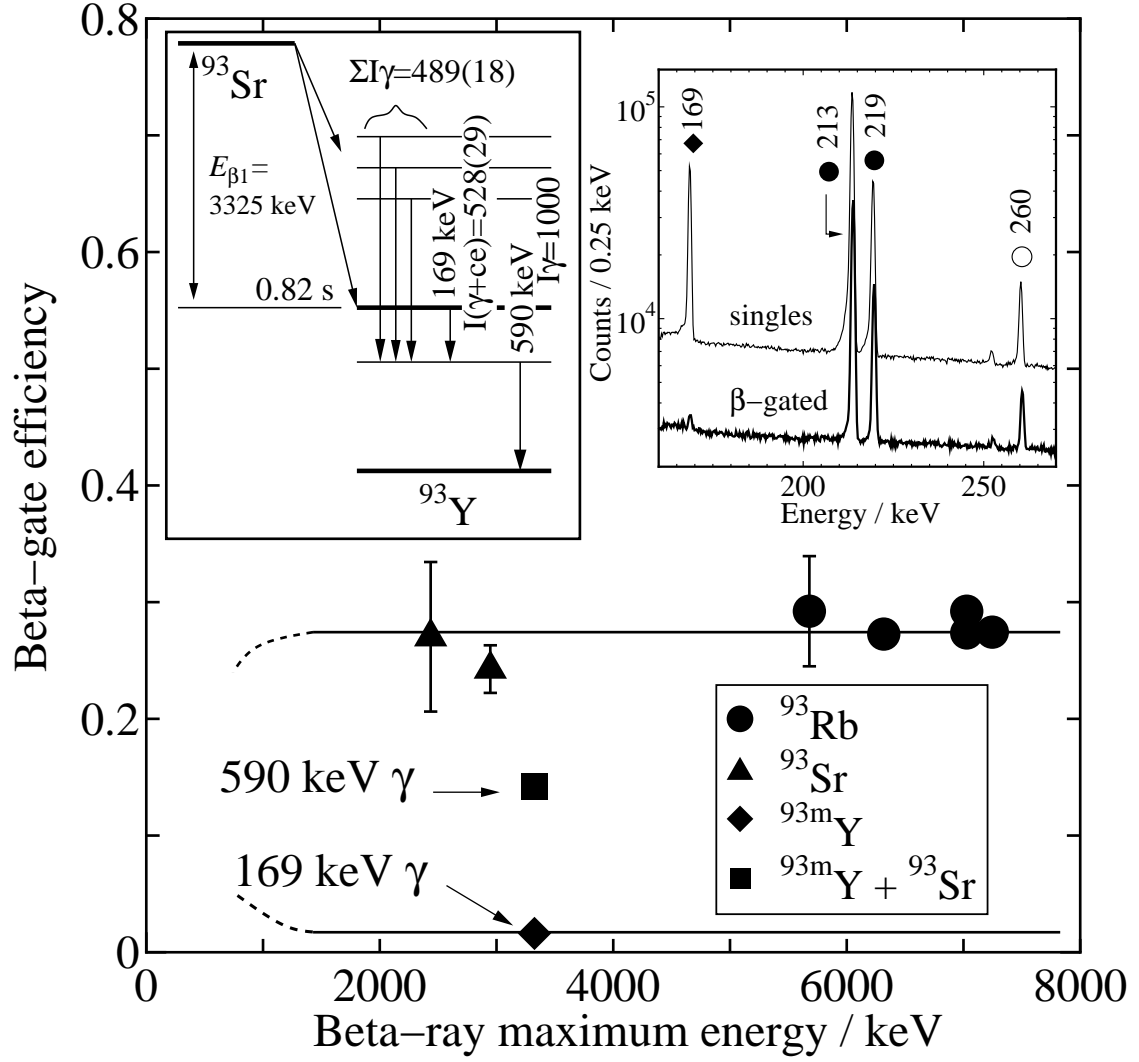 Beta−gate efficiency
0.8
0.6
0.4
0.2
0
0
2000
4000
6000
8000
Beta−ray maximum energy / keV
⁹³Sr
ΣIγ=489(18)
E_β1=
3325 keV
0.82 s
169 keV
I(γ+ce)=528(29)
590 keV
Iγ=1000
⁹³Y
Counts / 0.25 keV
10⁵
10⁴
169
213
219
260
singles
β−gated
200
250
Energy / keV
590 keV γ
169 keV γ
⁹³Rb
⁹³Sr
⁹³ᵐY
⁹³ᵐY + ⁹³Sr